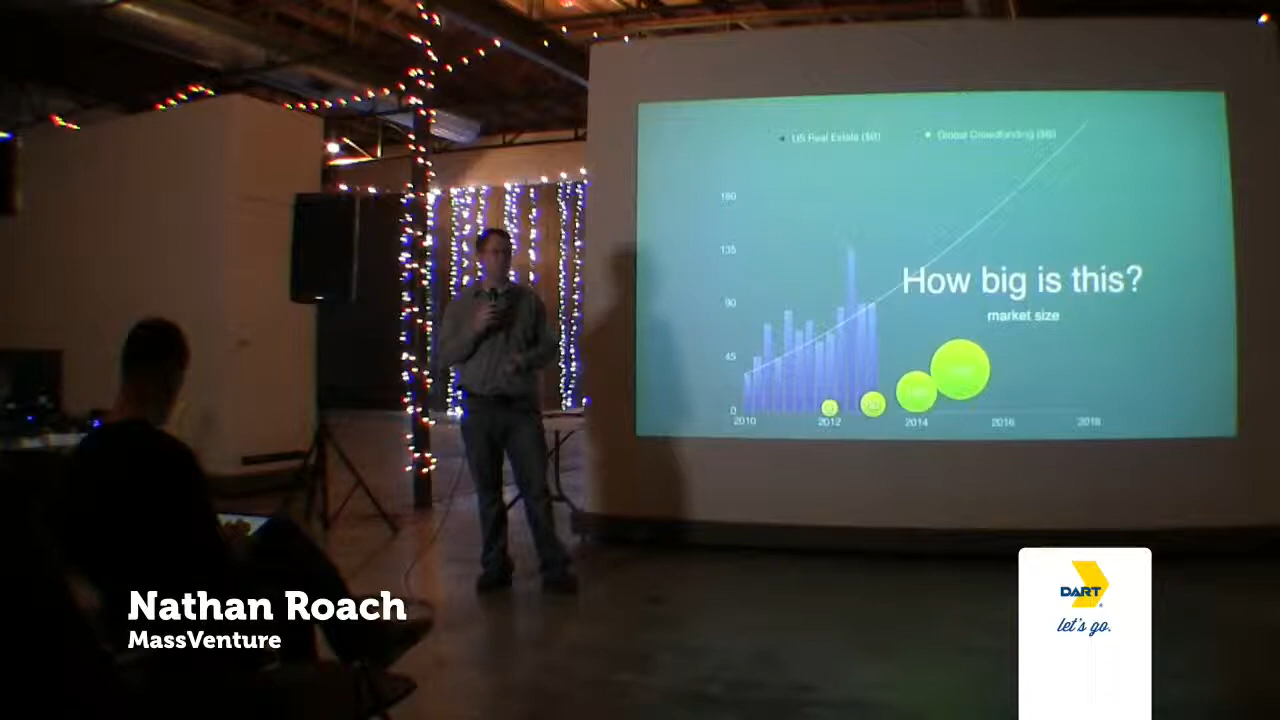 US Real Estate ($B)
Global Crowdfunding ($B)
180
135
90
45
0
How big is this?
market size
2010
2012
2014
2016
2018
Nathan Roach
MassVenture
DART
let's go.